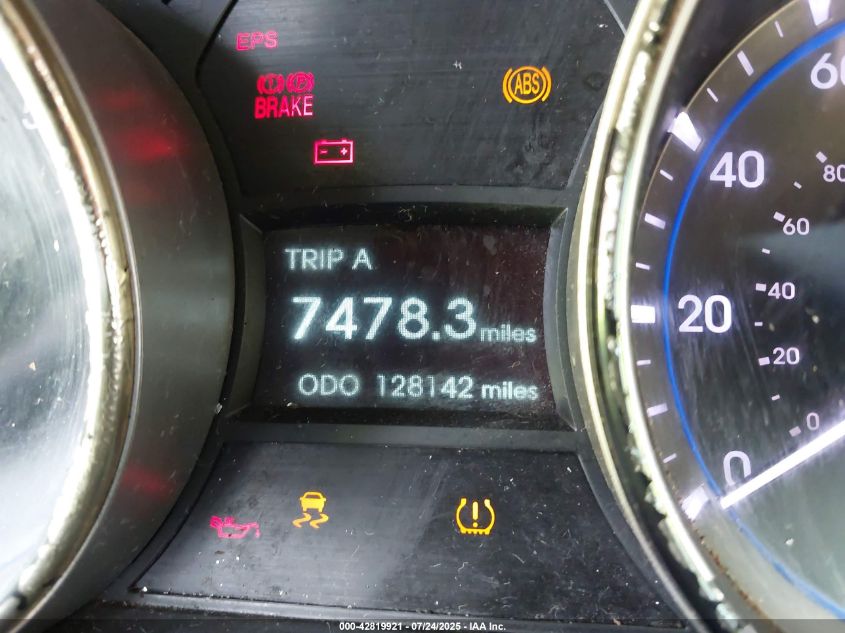 EPS
BRAKE
ABS
- +
TRIP A
7478.3 miles
ODO 128142 miles
60
40
20
0
80
60
40
20
0
000-42819921 - 07/24/2025 - IAA Inc.